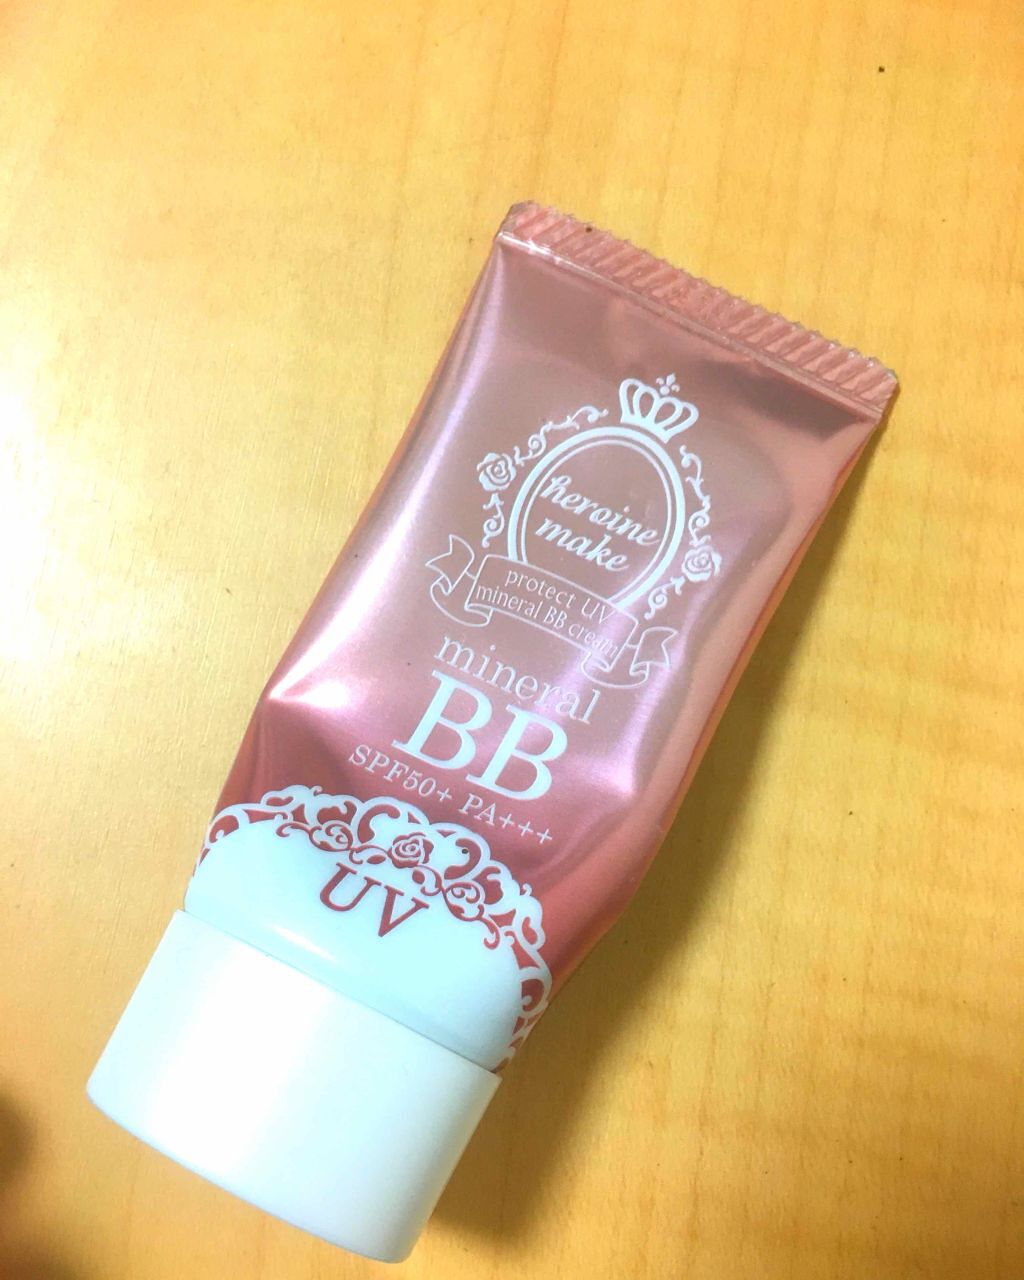 heroine
make
protect UV
mineral BB cream
mineral
BB
SPF50+ PA+++
UV